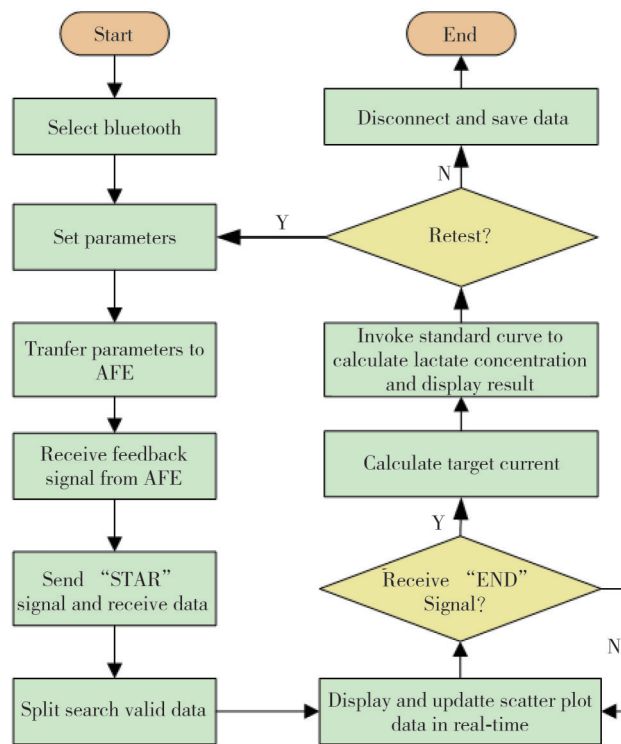 Start
Select bluetooth
Set parameters
Tranfer parameters to
AFE
Receive feedback
signal from AFE
Send “STAR”
signal and receive data
Split search valid data
End
Disconnect and save data
N
Retest?
Y
Invoke standard curve to
calculate lactate concentration
and display result
Calculate target current
Y
Receive “END”
Signal?
N
Display and updatte scatter plot
data in real-time